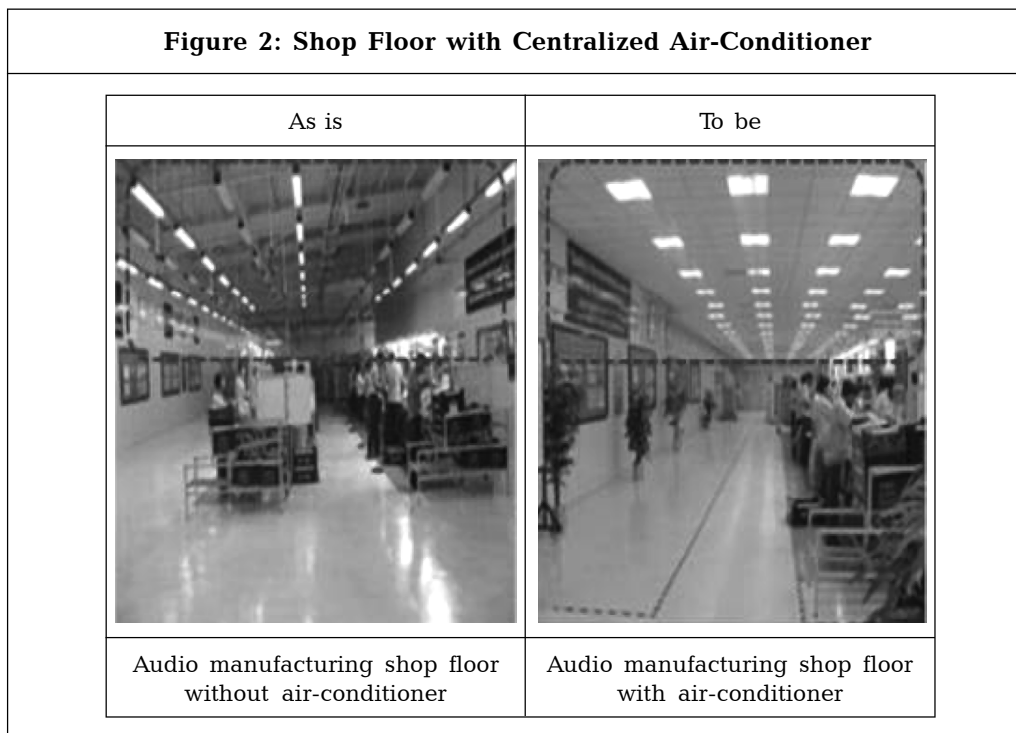 Figure 2: Shop Floor with Centralized Air-Conditioner
As is
To be
Audio manufacturing shop floor
without air-conditioner
Audio manufacturing shop floor
with air-conditioner